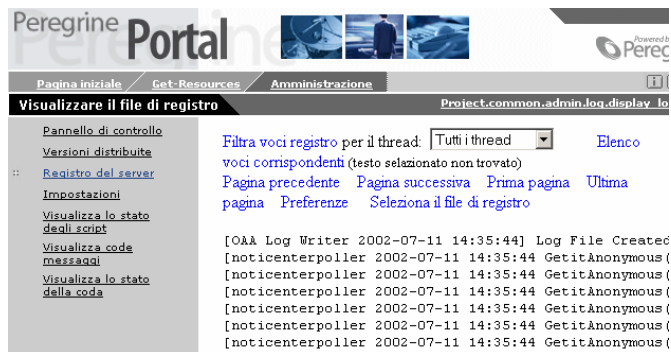 Peregrine Portal
Powered by
Pagina iniziale Get-Resources Amministrazione
Visualizzare il file di registro Project.common.admin.log.display_lo
Pannello di controllo
Versioni distribuite
Registro del server
Impostazioni
Visualizza lo stato
degli script
Visualizza code
messaggi
Visualizza lo stato
della coda
Filtra voci registro per il thread: Tutti i thread Elenco
voci corrispondenti (testo selazionato non trovato)
Pagina precedente Pagina successiva Prima pagina Ultima
pagina Preferenze Seleziona il file di registro
[OAA Log Writer 2002-07-11 14:35:44] Log File Created
[noticenterpoller 2002-07-11 14:35:44 GetitAnonymous(
[noticenterpoller 2002-07-11 14:35:44 GetitAnonymous(
[noticenterpoller 2002-07-11 14:35:44 GetitAnonymous(
[noticenterpoller 2002-07-11 14:35:44 GetitAnonymous(
[noticenterpoller 2002-07-11 14:35:44 GetitAnonymous(
[noticenterpoller 2002-07-11 14:35:44 GetitAnonymous(